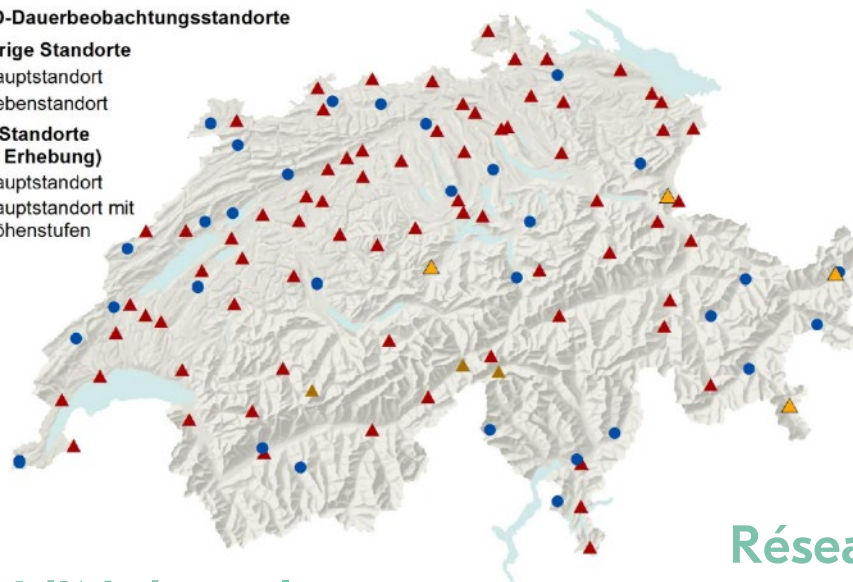 -Dauerbeobachtungsstandorte
rige Standorte
auptstandort
ebenstandort
Standorte
Erhebung)
auptstandort
auptstandort mit
öhenstufen
Résea